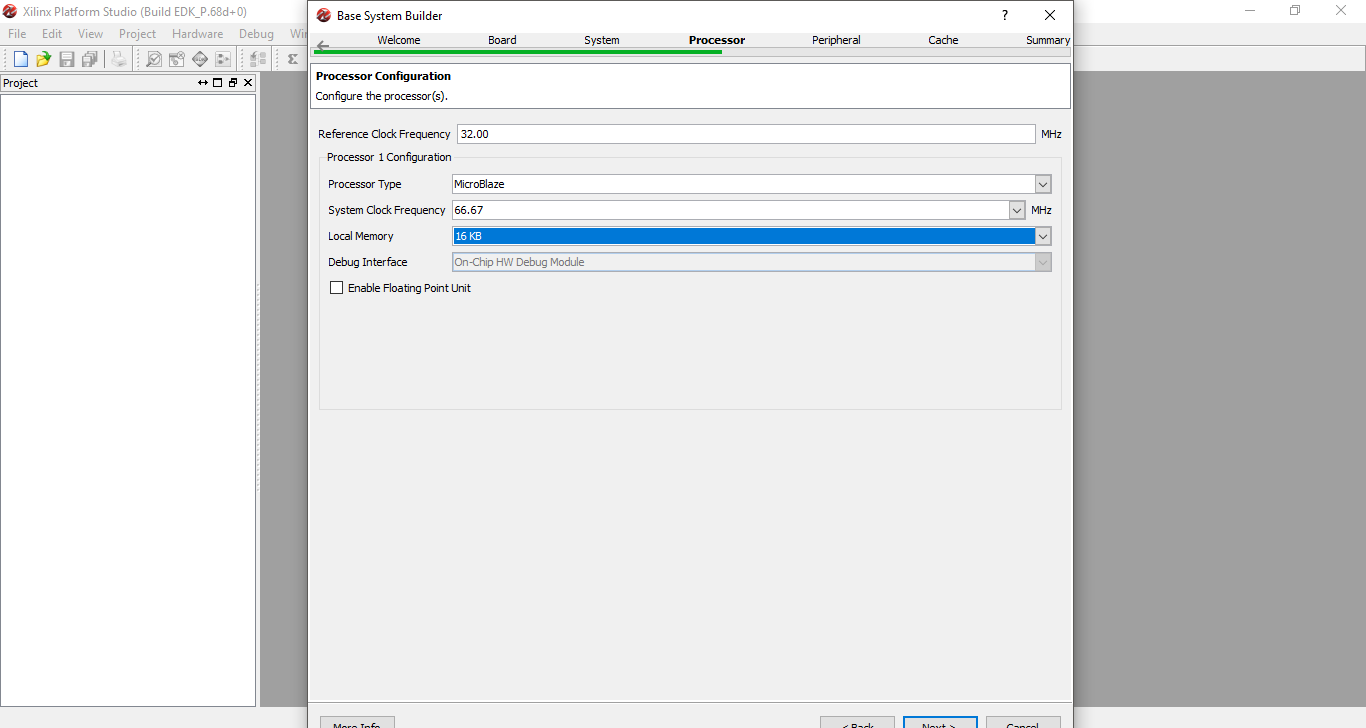 Xilinx Platform Studio (Build EDK_P.68d+0)
File Edit View Project Hardware Debug
Project
Base System Builder
?
Welcome Board System Processor Peripheral Cache Summary
Processor Configuration
Configure the processor(s).
Reference Clock Frequency 32.00 MHz
Processor 1 Configuration
Processor Type MicroBlaze
System Clock Frequency 66.67 MHz
Local Memory 16 KB
Debug Interface On-Chip HW Debug Module
Enable Floating Point Unit
More Info < Back Next > Cancel